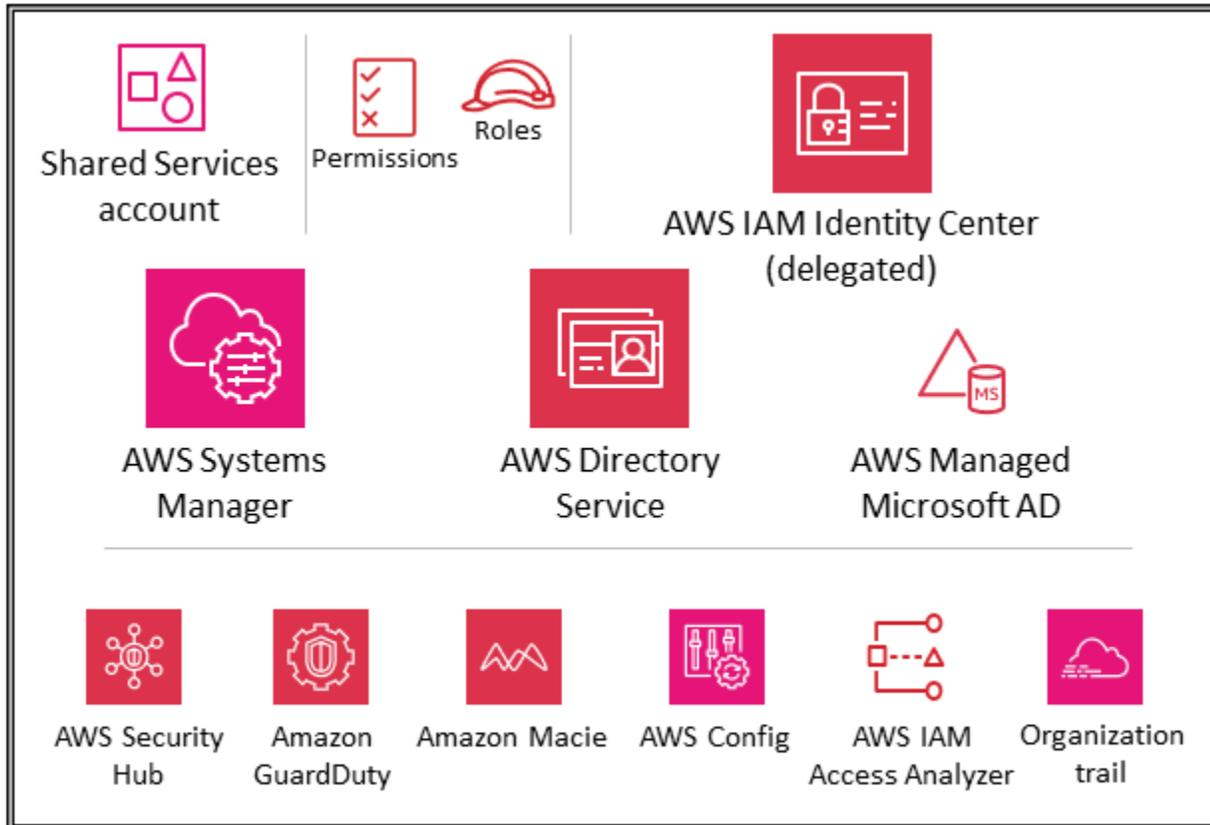 Shared Services
account
Permissions
Roles
AWS IAM Identity Center
(delegated)
AWS Systems
Manager
AWS Directory
Service
MS
AWS Managed
Microsoft AD
AWS Security
Hub
Amazon
GuardDuty
Amazon Macie
AWS Config
AWS IAM
Access Analyzer
Organization
trail